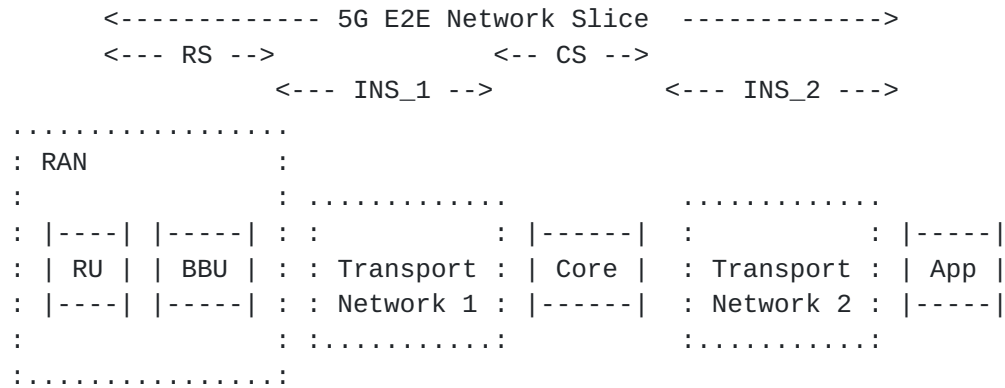 <------------- 5G E2E Network Slice ------------->
<--- RS --> <-- CS -->
<--- INS_1 --> <--- INS_2 --->
..................
: RAN :
: : ............. .............
: |----| |-----| : : : |------| : : |-----|
: | RU | | BBU | : : Transport : | Core | : Transport : | App |
: |----| |-----| : : Network 1 : |------| : Network 2 : |-----|
: : :...........: :...........:
:.................: